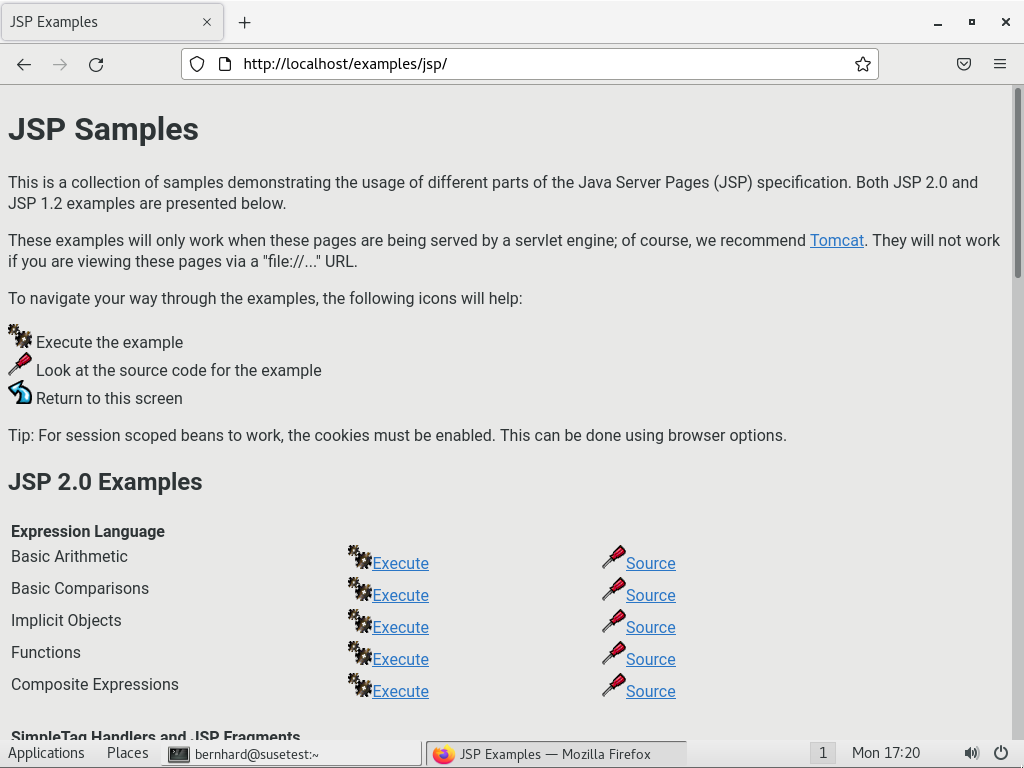 JSP Examples
http://localhost/examples/jsp/
JSP Samples
This is a collection of samples demonstrating the usage of different parts of the Java Server Pages (JSP) specification. Both JSP 2.0 and
JSP 1.2 examples are presented below.
These examples will only work when these pages are being served by a servlet engine; of course, we recommend Tomcat. They will not work
if you are viewing these pages via a "file://..." URL.
To navigate your way through the examples, the following icons will help:
Execute the example
Look at the source code for the example
Return to this screen
Tip: For session scoped beans to work, the cookies must be enabled. This can be done using browser options.
JSP 2.0 Examples
Expression Language
Basic Arithmetic Execute Source
Basic Comparisons Execute Source
Implicit Objects Execute Source
Functions Execute Source
Composite Expressions Execute Source
SimpleTag Handlers and JSP Fragments
Applications Places bernhard@susetest:~ JSP Examples — Mozilla Firefox 1 Mon 17:20